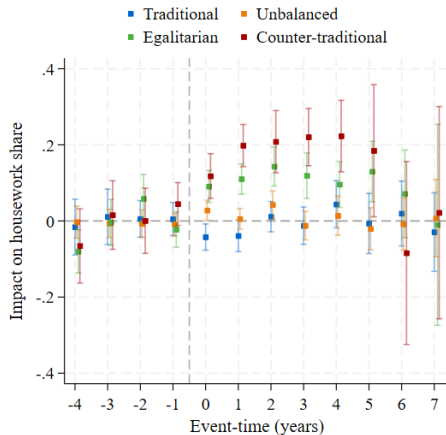 Traditional Unbalanced
Egalitarian Counter-traditional
Impact on housework share
.4
.2
0
-.2
-.4
-4 -3 -2 -1 0 1 2 3 4 5 6 7
Event-time (years)